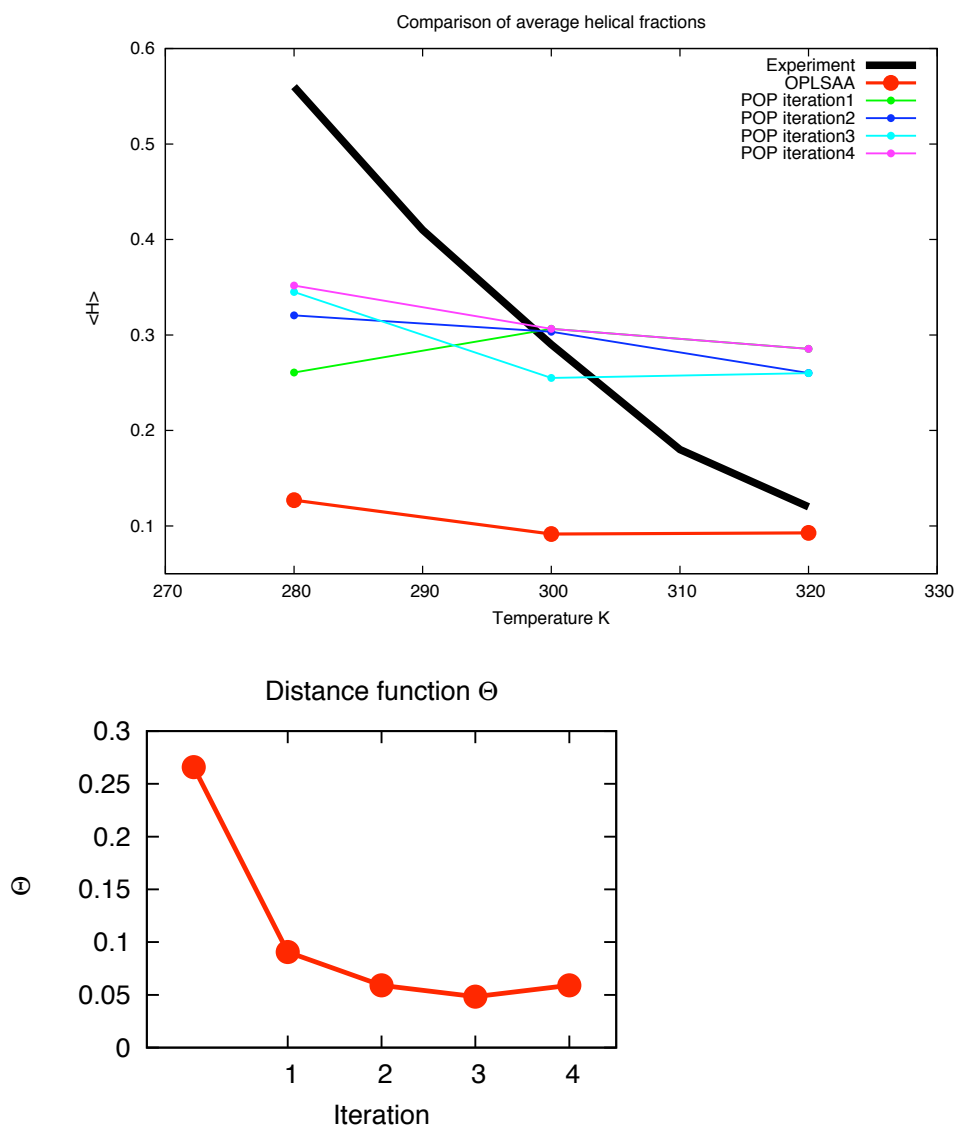 Comparison of average helical fractions
0.6
0.5
0.4
0.3
0.2
0.1
<H>
Experiment
OPLSAA
POP iteration1
POP iteration2
POP iteration3
POP iteration4
270 280 290 300 310 320 330
Temperature K
Distance function Θ
0.3
0.25
0.2
0.15
0.1
0.05
0
Θ
1 2 3 4
Iteration